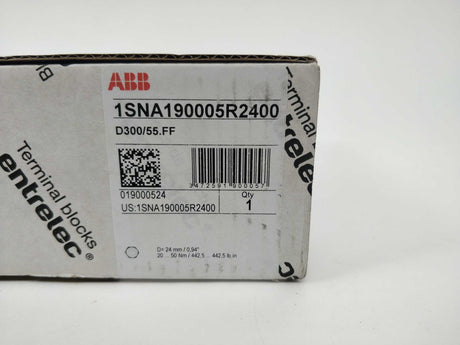 ABB
1SNA190005R2400
D300/55.FF
3472591900057
019000524
US:1SNA190005R2400
Qty
1
D= 24 mm / 0,94"
20 ... 50 Nm / 442,5 ... 442,5 lb.in
Terminal blocks
entrelec®
B